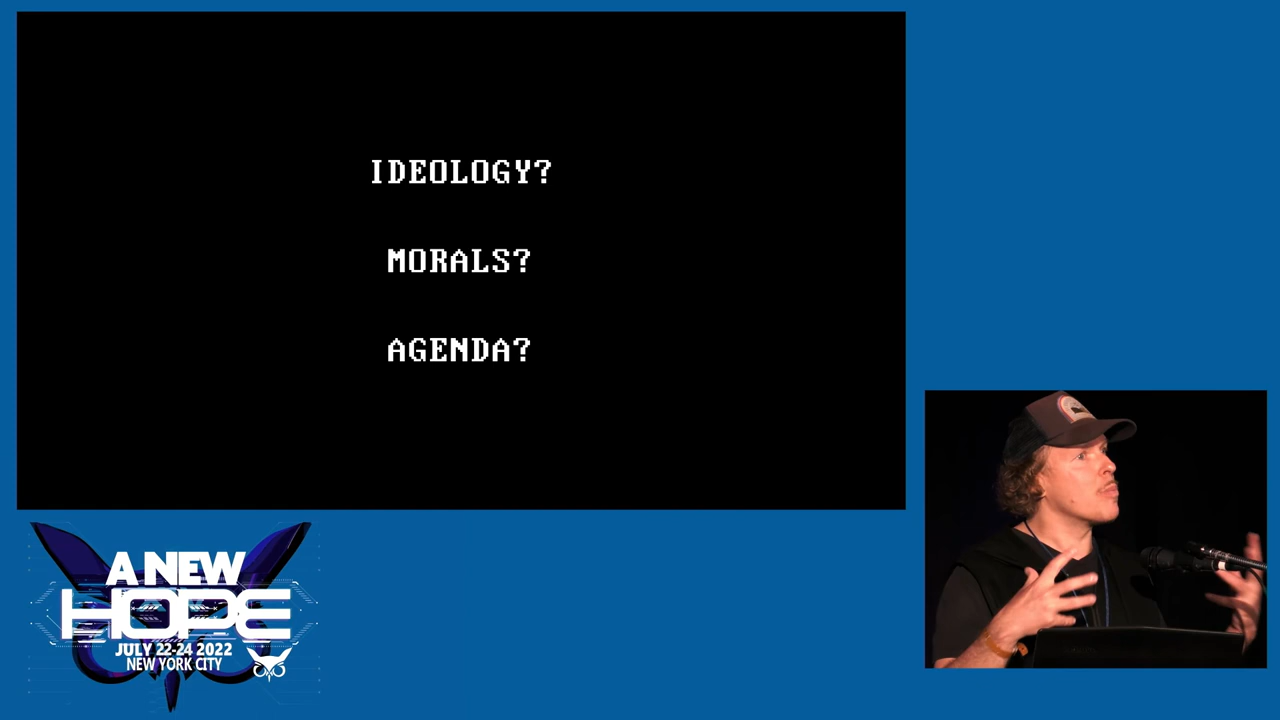 IDEOLOGY?
MORALS?
AGENDA?
A NEW
HOPE
JULY 22-24 2022
NEW YORK CITY